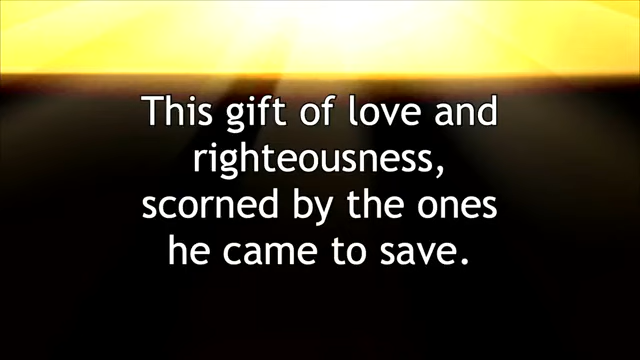 This gift of love and
righteousness,
scorned by the ones
he came to save.